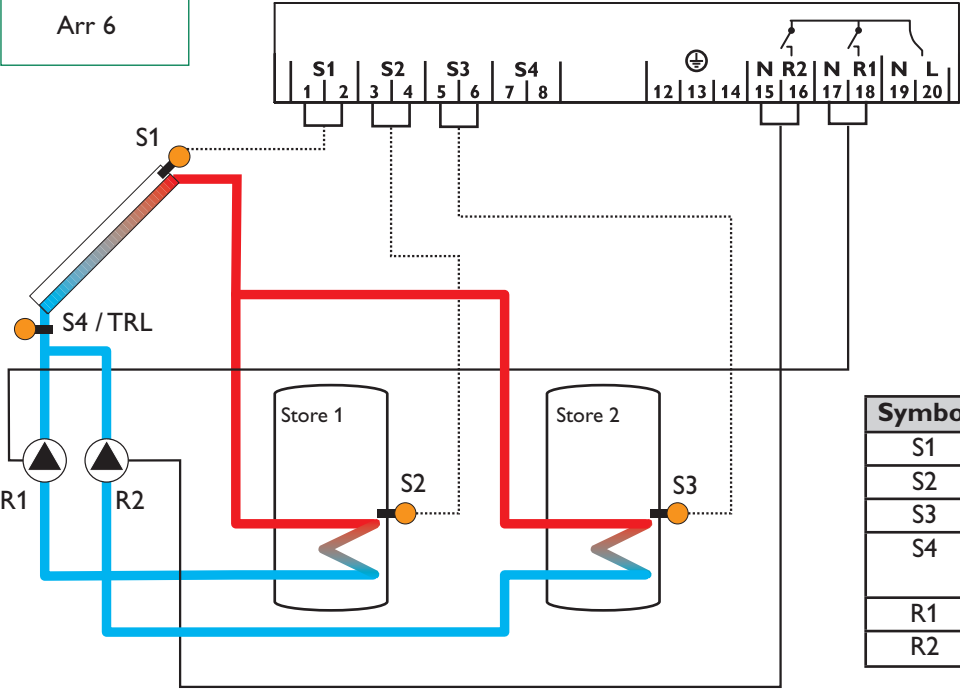 Arr 6
S1 S2 S3 S4 N R2 N R1 N L
1 2 3 4 5 6 7 8 12 13 14 15 16 17 18 19 20
S1
S4 / TRL
Store 1
Store 2
S2
S3
R1
R2
Symbo
S1
S2
S3
S4
R1
R2